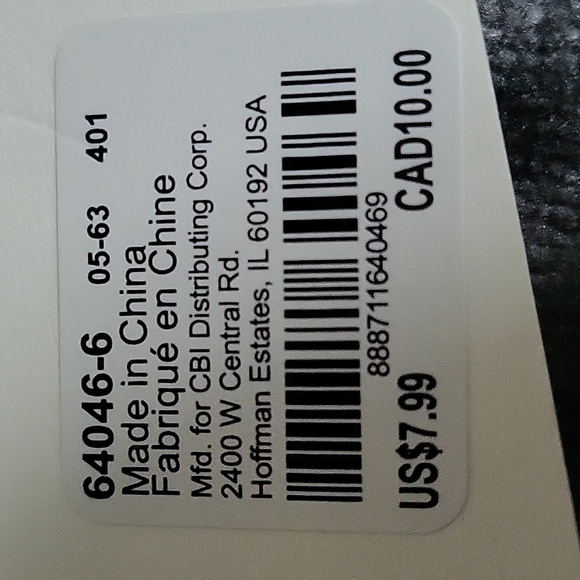 64046-6 05-63 401
Made in China
Fabriqué en Chine
Mfd. for CBI Distributing Corp.
2400 W Central Rd.
Hoffman Estates, IL 60192 USA
888711640469
US$7.99 CAD10.00